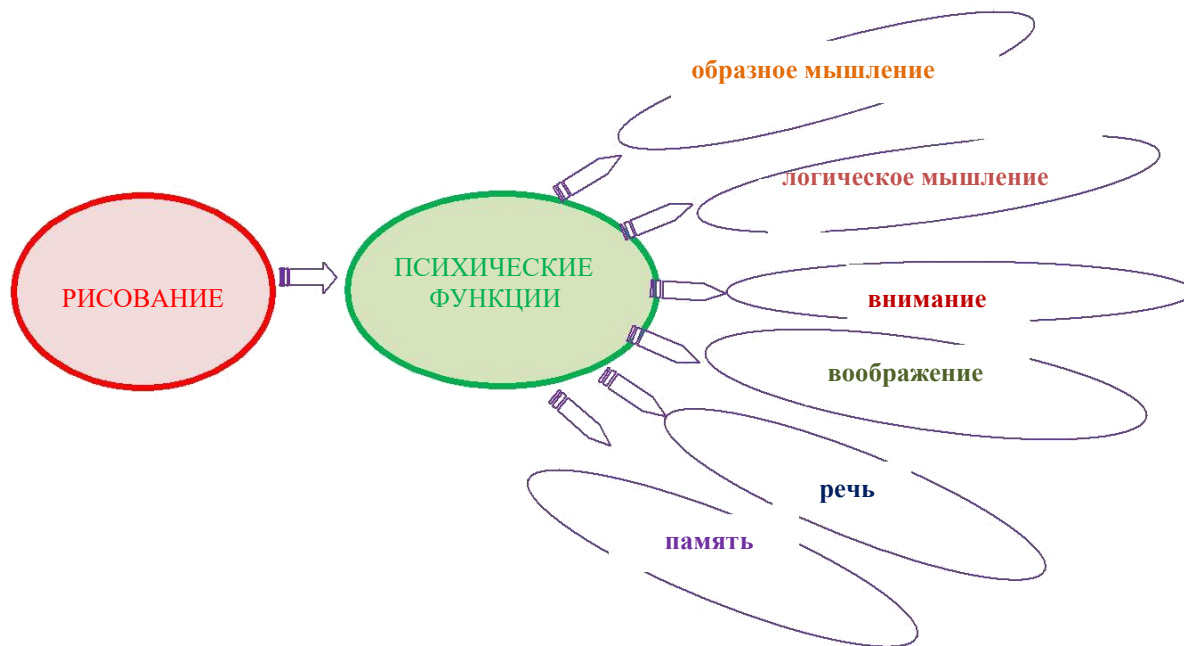 образное мышление
логическое мышление
РИСОВАНИЕ
ПСИХИЧЕСКИЕ
ФУНКЦИИ
внимание
воображение
речь
память